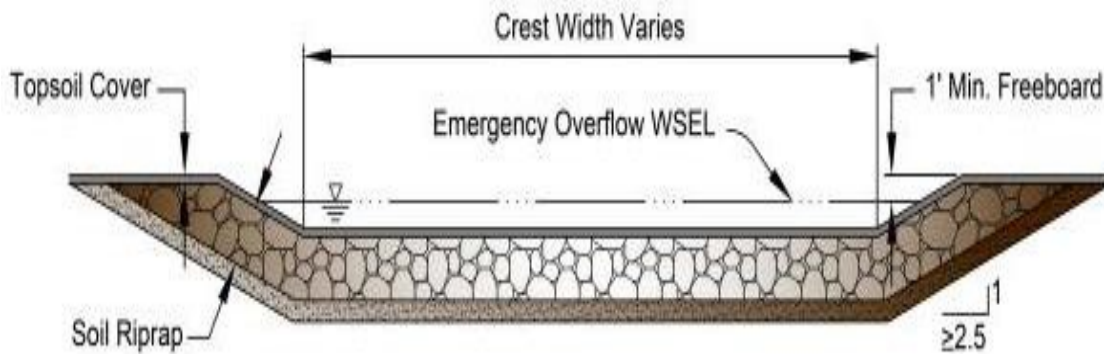 Crest Width Varies
Topsoil Cover
1' Min. Freeboard
Emergency Overflow WSEL
Soil Riprap
1
≥2.5